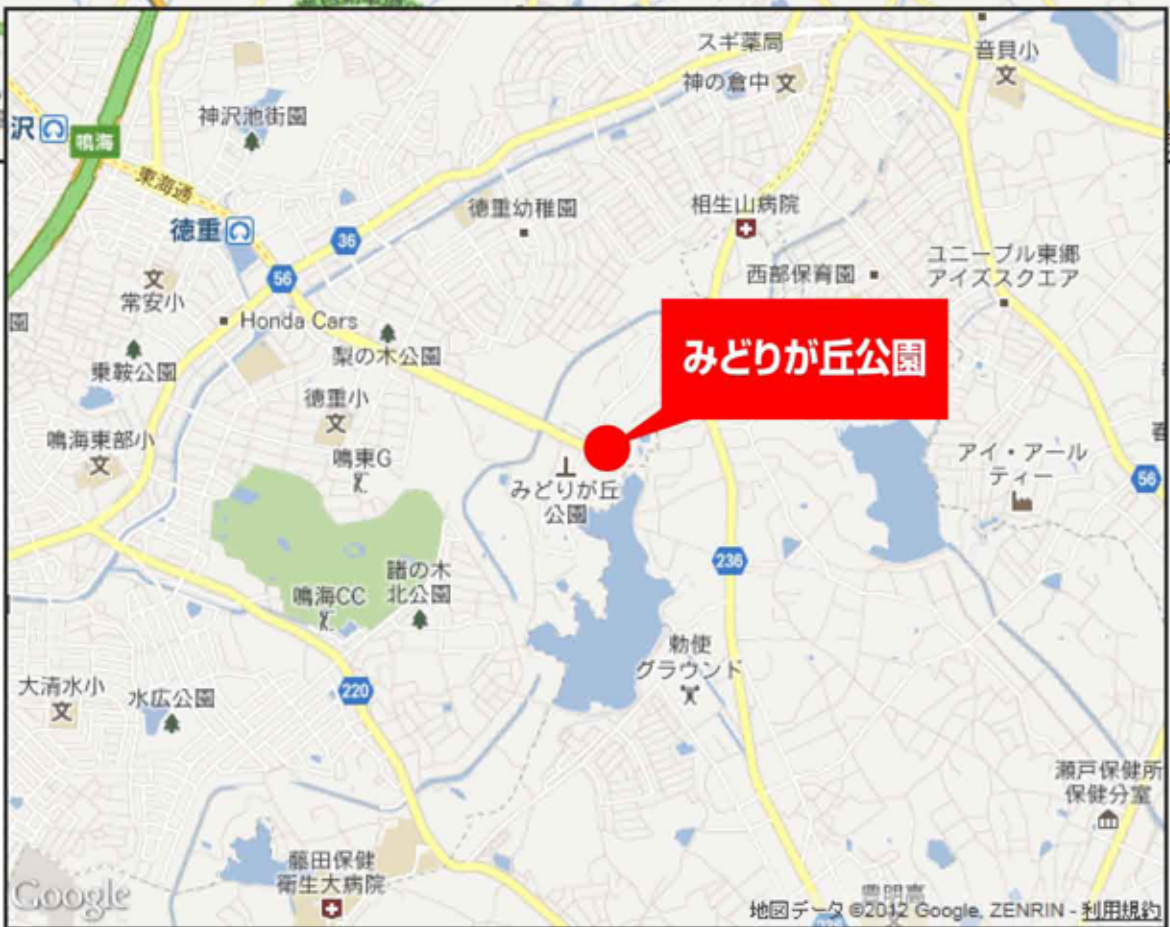 スギ薬局
音貝小
神の倉中
文
文
神沢池街園
沢
鳴海
東海通
徳重
36
徳重幼稚園
相生山病院
56
文
常安小
西部保育園
ユニーブル東郷
アイズスクエア
園
Honda Cars
梨の木公園
乗鞍公園
みどりが丘公園
徳重小
文
鳴海東部小
文
鳴東G
みどりが丘
公園
アイ・アール
ティー
56
236
諸の木
北公園
鳴海CC
勅使
グラウンド
大清水小
文
水広公園
220
瀬戸保健所
保健分室
藤田保健
衛生大病院
豊明高
Google
地図データ ©2012 Google, ZENRIN - 利用規約